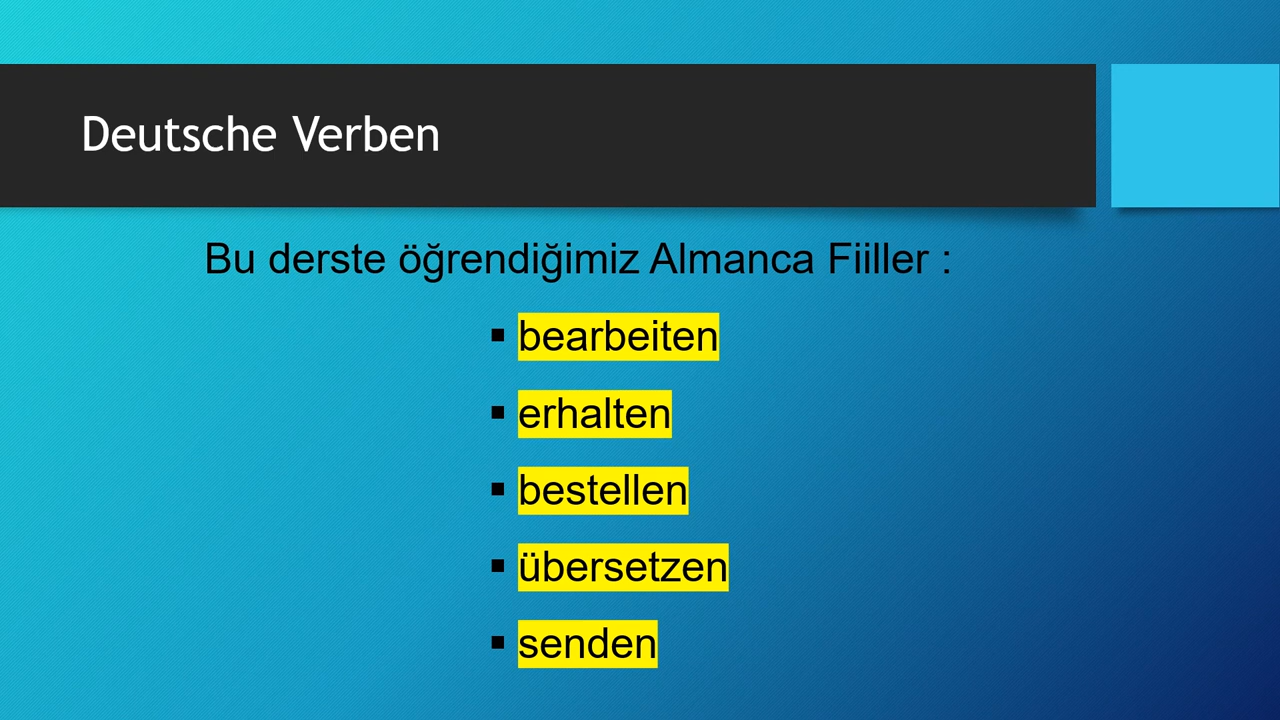 Deutsche Verben
Bu derste öğrendiğimiz Almanca Fiiller :
▪ bearbeiten
▪ erhalten
▪ bestellen
▪ übersetzen
▪ senden